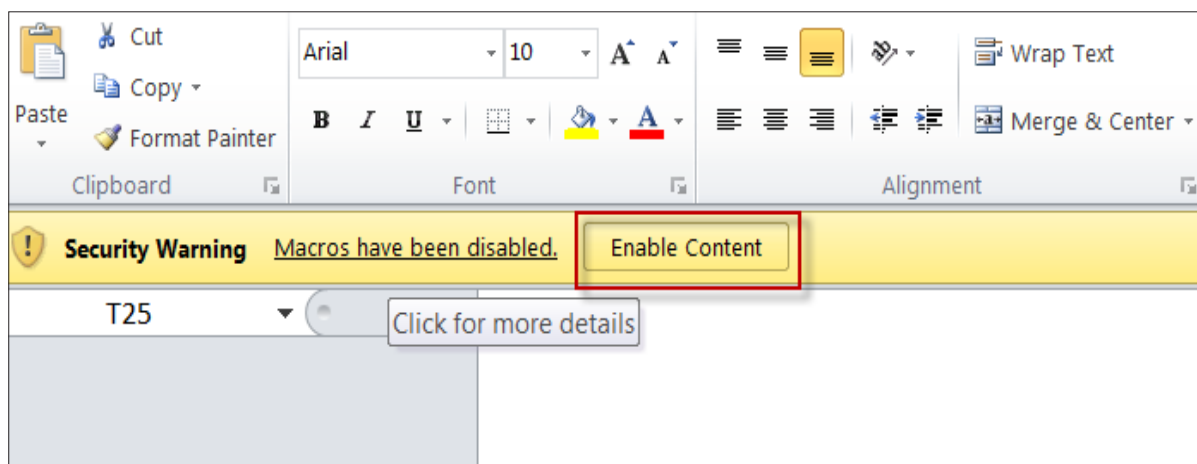 Cut
Arial 10 A A
Wrap Text
Copy
Paste
B I U A
a
Merge & Center
Format Painter
Clipboard
Font
Alignment
! Security Warning Macros have been disabled. Enable Content
T25
Click for more details